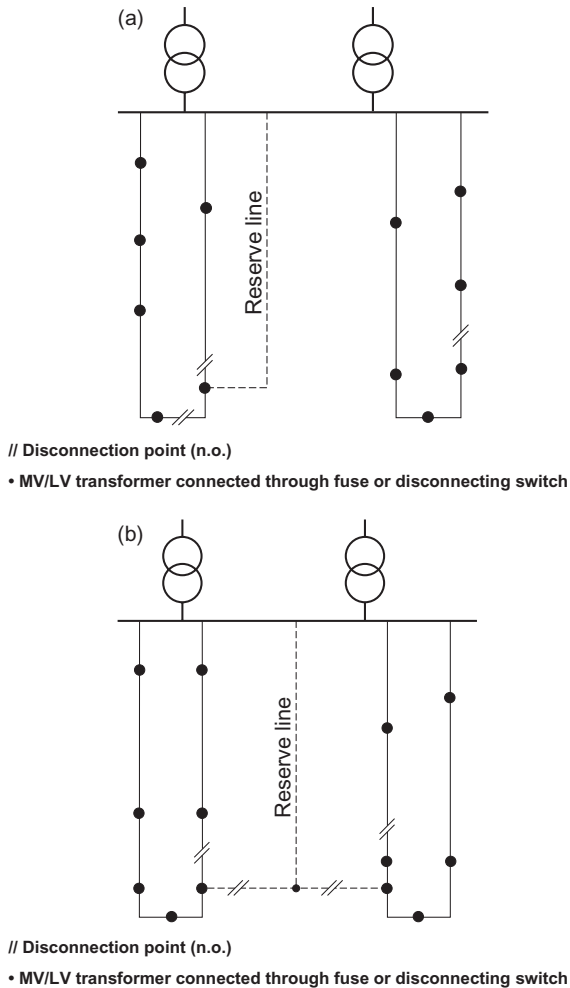 (a)
Reserve line
// Disconnection point (n.o.)
• MV/LV transformer connected through fuse or disconnecting switch
(b)
Reserve line
// Disconnection point (n.o.)
• MV/LV transformer connected through fuse or disconnecting switch